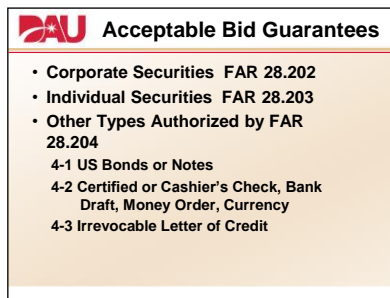 DAU Acceptable Bid Guarantees
• Corporate Securities FAR 28.202
• Individual Securities FAR 28.203
• Other Types Authorized by FAR
28.204
4-1 US Bonds or Notes
4-2 Certified or Cashier's Check, Bank
Draft, Money Order, Currency
4-3 Irrevocable Letter of Credit